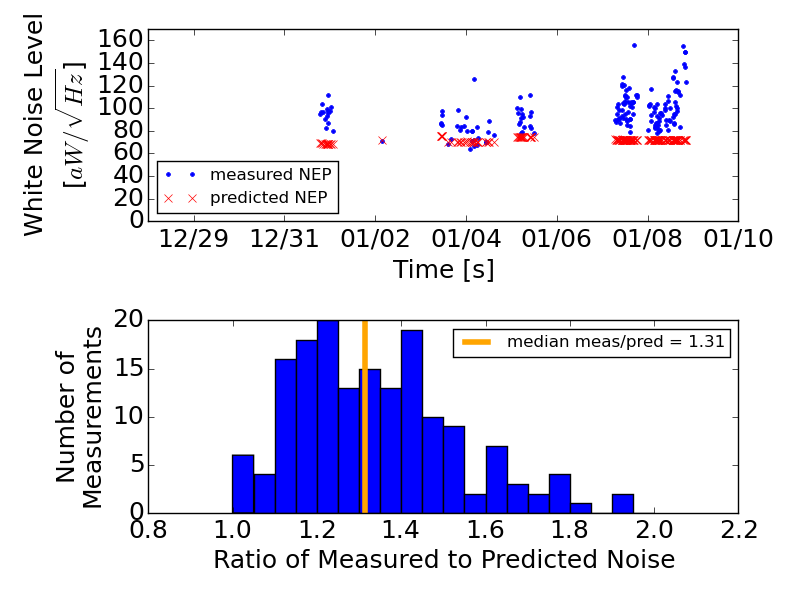 White Noise Level
[aW/√Hz]
160
140
120
100
80
60
40
20
0
measured NEP
predicted NEP
12/29 12/31 01/02 01/04 01/06 01/08 01/10
Time [s]
Number of
Measurements
20
15
10
5
0
median meas/pred = 1.31
0.8 1.0 1.2 1.4 1.6 1.8 2.0 2.2
Ratio of Measured to Predicted Noise